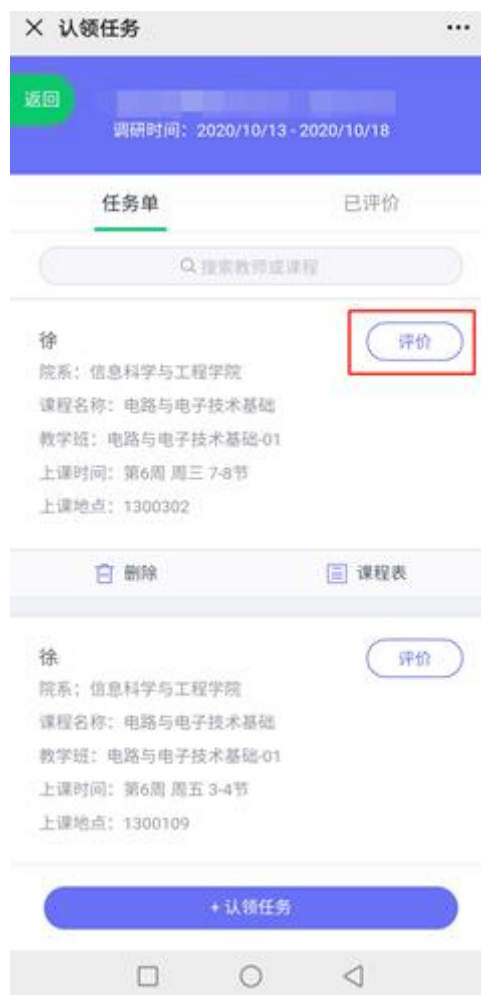 认领任务
返回
调研时间：2020/10/13-2020/10/18
任务单
已评价
搜索教师或课程
徐
评价
院系：信息科学与工程学院
课程名称：电路与电子技术基础
教学班：电路与电子技术基础-01
上课时间：第6周 周三 7-8节
上课地点：1300302
删除
课程表
徐
评价
院系：信息科学与工程学院
课程名称：电路与电子技术基础
教学班：电路与电子技术基础-01
上课时间：第6周 周五 3-4节
上课地点：1300109
+ 认领任务